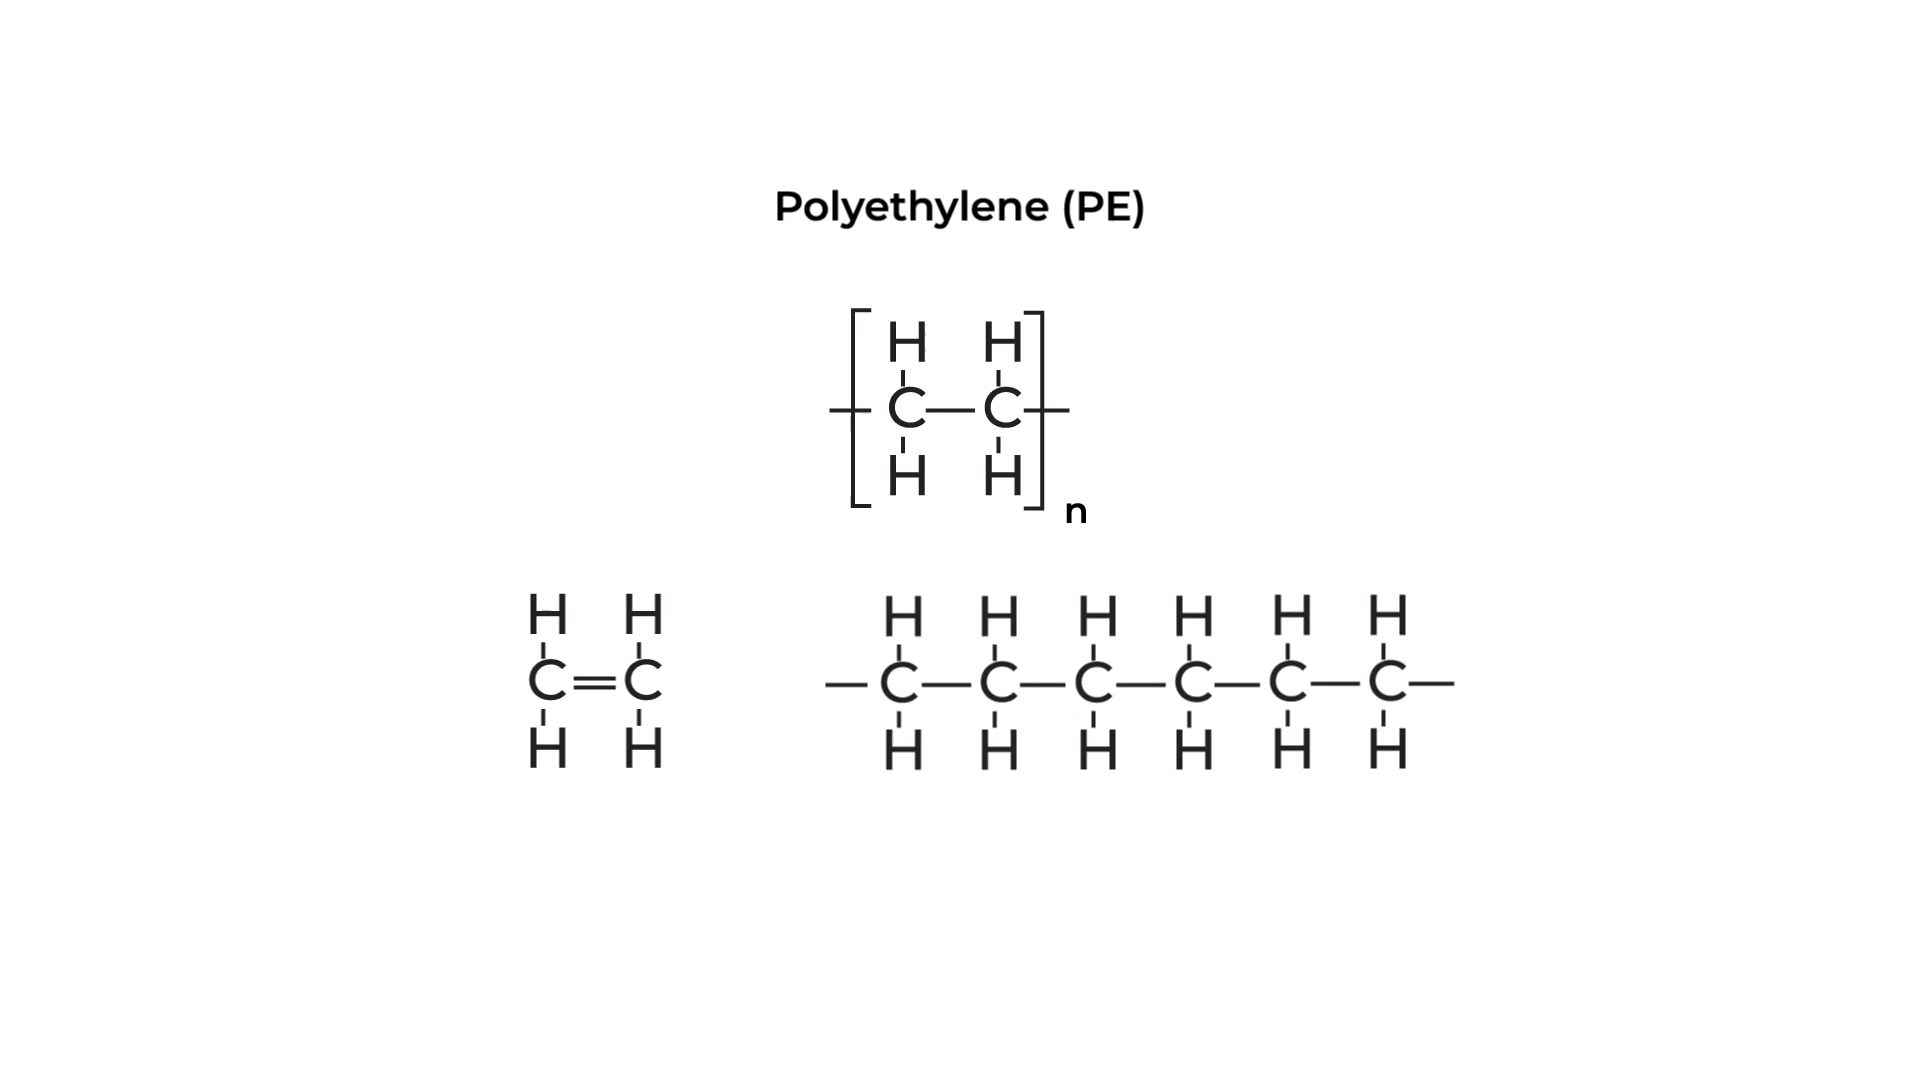 Polyethylene (PE)
H H
C C
H H
n
H H
C=C
H H
H H H H H H
—C—C—C—C—C—C—
H H H H H H